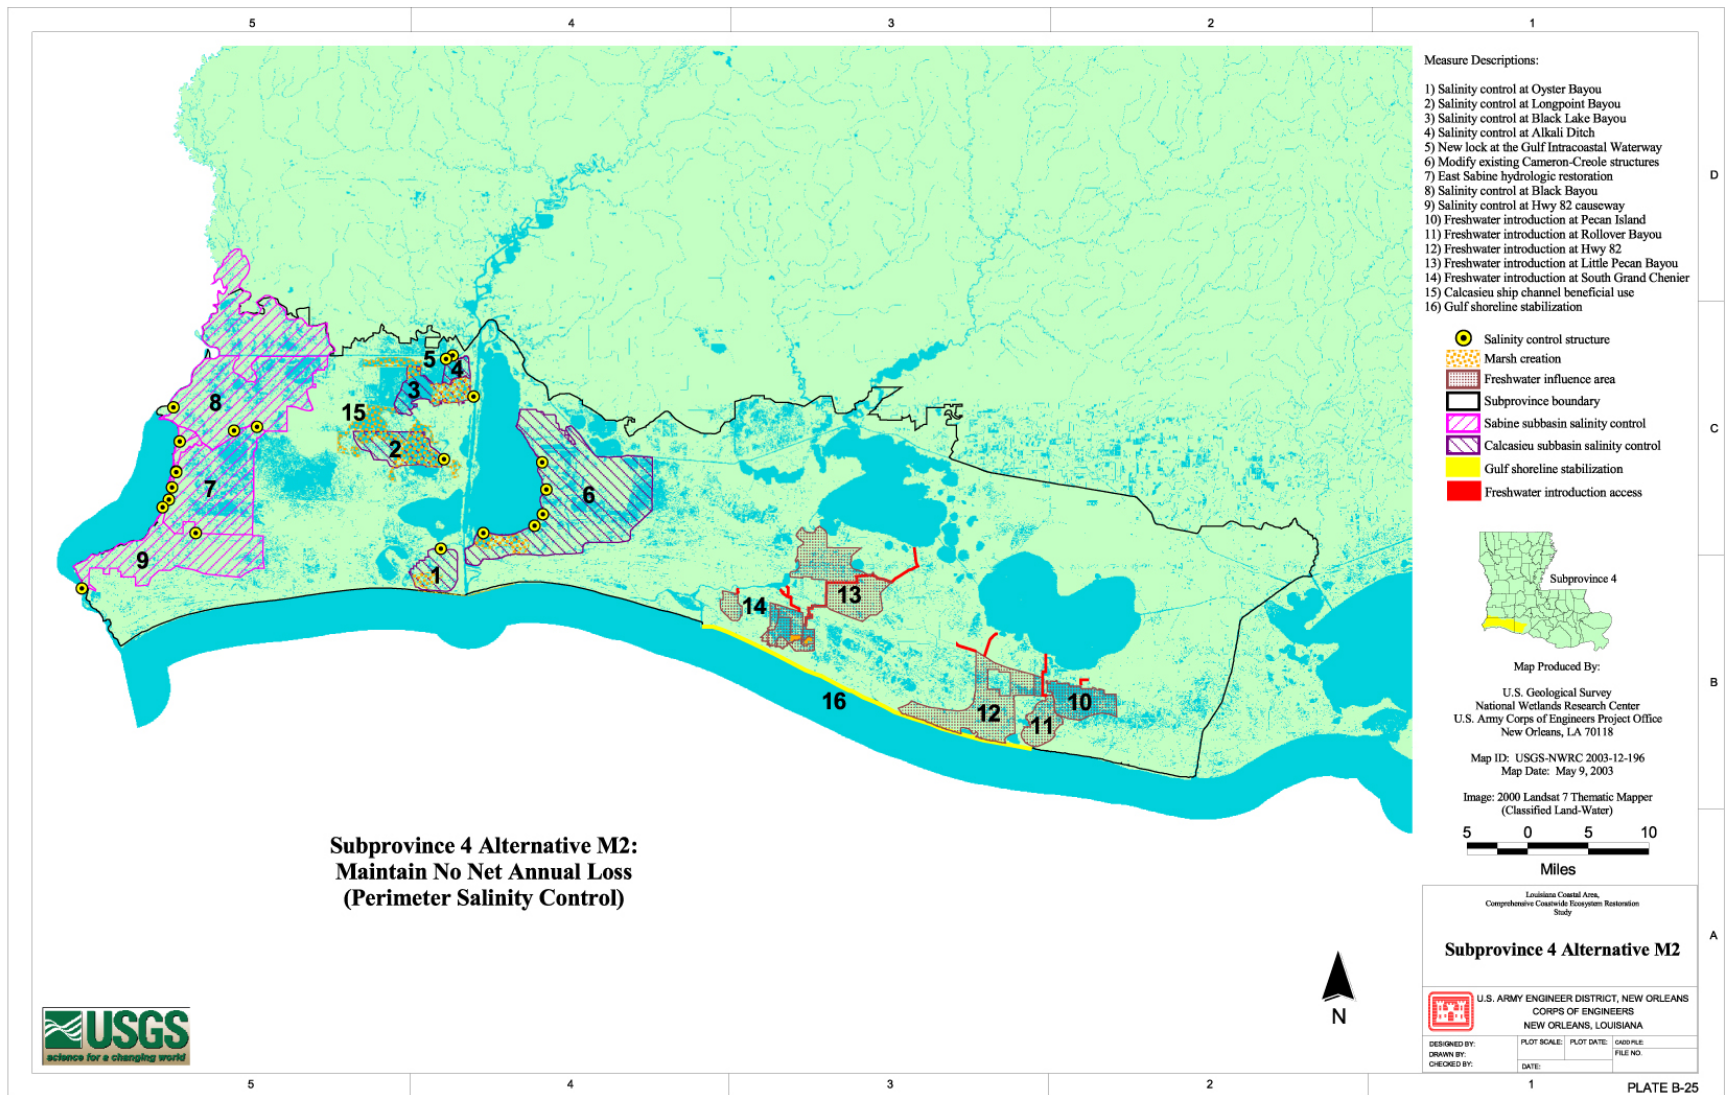 5 4 3 2 1
Measure Descriptions:
1) Salinity control at Oyster Bayou
2) Salinity control at Longpoint Bayou
3) Salinity control at Black Lake Bayou
4) Salinity control at Alkali Ditch
5) New lock at the Gulf Intracoastal Waterway
6) Modify existing Cameron-Creole structures
7) East Sabine hydrologic restoration
8) Salinity control at Black Bayou
9) Salinity control at Hwy 82 causeway
10) Freshwater introduction at Pecan Island
11) Freshwater introduction at Rollover Bayou
12) Freshwater introduction at Hwy 82
13) Freshwater introduction at Little Pecan Bayou
14) Freshwater introduction at South Grand Chenier
15) Calcasieu ship channel beneficial use
16) Gulf shoreline stabilization
Salinity control structure
Marsh creation
Freshwater influence area
Subprovince boundary
Sabine subbasin salinity control
Calcasieu subbasin salinity control
Gulf shoreline stabilization
Freshwater introduction access
D
C
B
A
5
4
3
8
15
2
7
6
9
1
13
14
16
12
11
10
Subprovince 4
Map Produced By:
U.S. Geological Survey
National Wetlands Research Center
U.S. Army Corps of Engineers Project Office
New Orleans, LA 70118
Map ID: USGS-NWRC 2003-12-196
Map Date: May 9, 2003
Image: 2000 Landsat 7 Thematic Mapper
(Classified Land-Water)
5 0 5 10
Miles
Subprovince 4 Alternative M2:
Maintain No Net Annual Loss
(Perimeter Salinity Control)
Louisiana Coastal Area,
Comprehensive Coastwide Ecosystem Restoration
Study
Subprovince 4 Alternative M2
N
USGS
science for a changing world
U.S. ARMY ENGINEER DISTRICT, NEW ORLEANS
CORPS OF ENGINEERS
NEW ORLEANS, LOUISIANA
DESIGNED BY:
DRAWN BY:
CHECKED BY:
PLOT SCALE: PLOT DATE: CADD FILE:
FILE NO.
DATE:
5 4 3 2 1
PLATE B-25